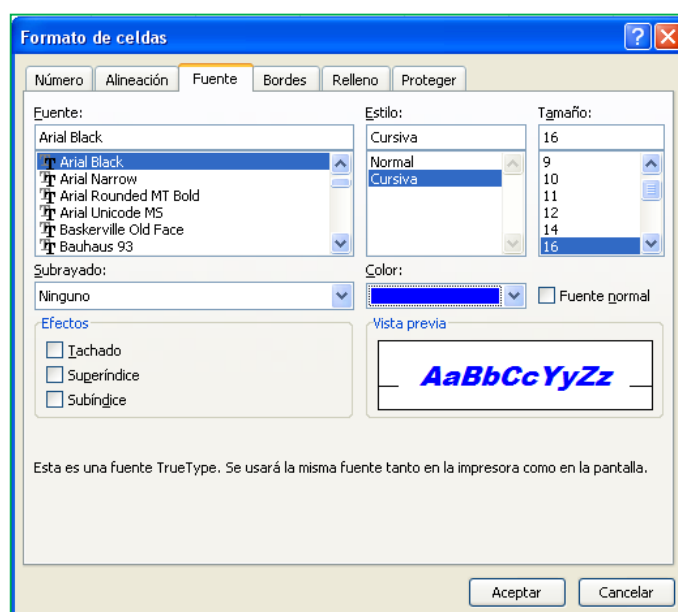 Formato de celdas
Número Alineación Fuente Bordes Relleno Proteger
Fuente: Estilo: Tamaño:
Arial Black Cursiva 16
Arial Black Normal 9
Arial Narrow Cursiva 10
Arial Rounded MT Bold 11
Arial Unicode MS 12
Baskerville Old Face 14
Bauhaus 93 16
Subrayado: Color:
Ninguno Fuente normal
Efectos Vista previa
Tachado
Superíndice
Subíndice
AaBbCcYyZz
Esta es una fuente TrueType. Se usará la misma fuente tanto en la impresora como en la pantalla.
Aceptar Cancelar